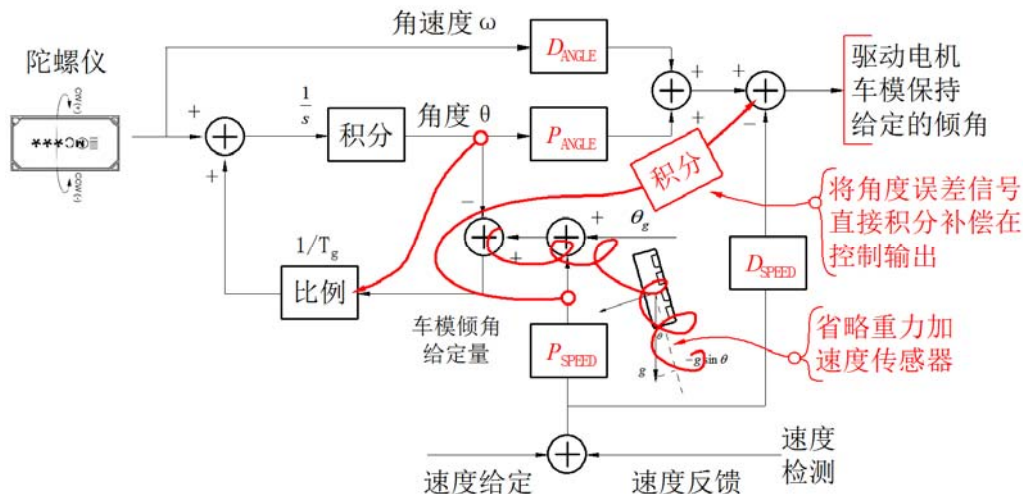 角速度 ω
D_ANGLE
陀螺仪
CW(+)
COW(-)
+
1/s
积分
角度 θ
P_ANGLE
+
+
+
+
−
驱动电机
车模保持
给定的倾角
积分
−
+
+
θ_g
1/T_g
比例
车模倾角
给定量
P_SPEED
D_SPEED
θ
g
−g sin θ
将角度误差信号
直接积分补偿在
控制输出
省略重力加
速度传感器
速度给定
速度反馈
速度
检测